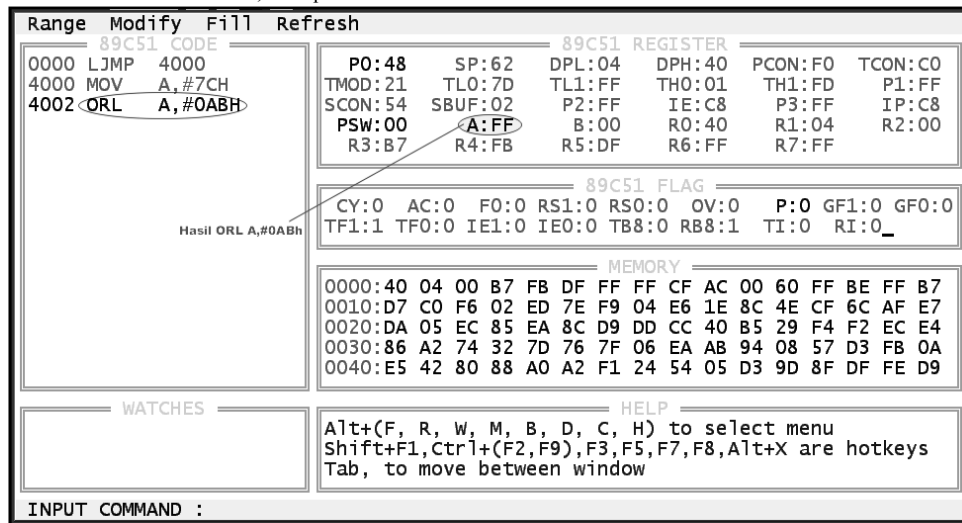 Range Modify Fill Refresh
89C51 CODE
0000 LJMP 4000
4000 MOV A,#7CH
4002 ORL A,#0ABH
Hasil ORL A,#0ABh
89C51 REGISTER
P0:48 SP:62 DPL:04 DPH:40 PCON:F0 TCON:C0
TMOD:21 TL0:7D TL1:FF TH0:01 TH1:FD P1:FF
SCON:54 SBUF:02 P2:FF IE:C8 P3:FF IP:C8
PSW:00 A:FF B:00 R0:40 R1:04 R2:00
R3:B7 R4:FB R5:DF R6:FF R7:FF
89C51 FLAG
CY:0 AC:0 F0:0 RS1:0 RS0:0 OV:0 P:0 GF1:0 GF0:0
TF1:1 TF0:0 IE1:0 IE0:0 TB8:0 RB8:1 TI:0 RI:0_
MEMORY
0000:40 04 00 B7 FB DF FF FF CF AC 00 60 FF BE FF B7
0010:D7 C0 F6 02 ED 7E F9 04 E6 1E 8C 4E CF 6C AF E7
0020:DA 05 EC 85 EA 8C D9 DD CC 40 B5 29 F4 F2 EC E4
0030:86 A2 74 32 7D 76 7F 06 EA AB 94 08 57 D3 FB 0A
0040:E5 42 80 88 A0 A2 F1 24 54 05 D3 9D 8F DF FE D9
WATCHES
HELP
Alt+(F, R, W, M, B, D, C, H) to select menu
Shift+F1,Ctrl+(F2,F9),F3,F5,F7,F8,Alt+X are hotkeys
Tab, to move between window
INPUT COMMAND :